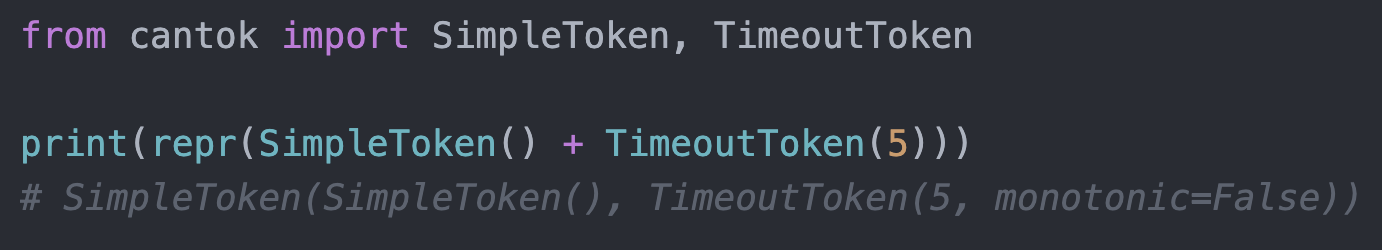 from cantok import SimpleToken, TimeoutToken
print(repr(SimpleToken() + TimeoutToken(5)))
# SimpleToken(SimpleToken(), TimeoutToken(5, monotonic=False))